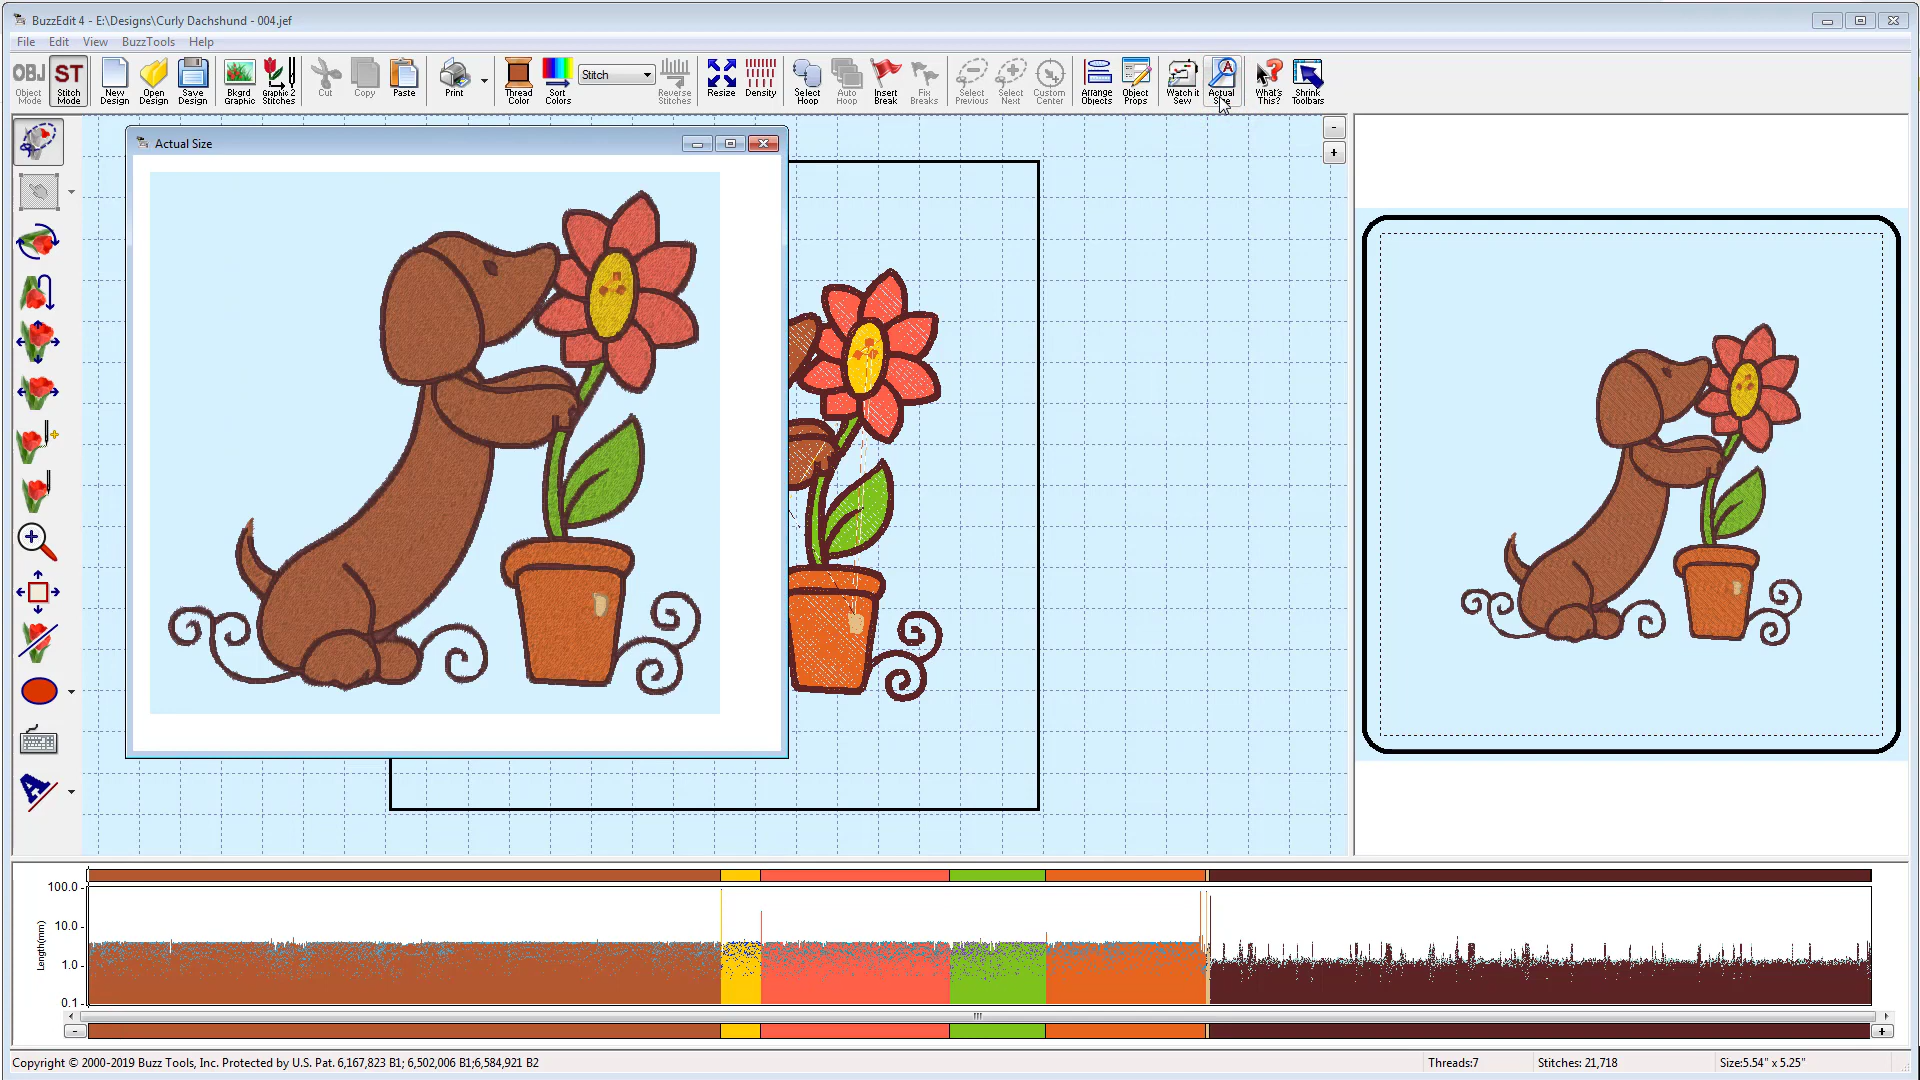 BuzzEdit 4 - E:\Designs\Curly Dachshund - 004.jef
File Edit View BuzzTools Help
OBJ Object Mode
ST Stitch Mode
New Design
Open Design
Save Design
Bkgrd Graphic
Graphic 2 Stitches
Cut
Copy
Paste
Print
Thread Color
Sort Colors
Stitch
Reverse Stitches
Resize
Density
Select Hoop
Auto Hoop
Insert Break
Fix Breaks
Select Previous
Select Next
Custom Center
Arrange Objects
Object Props
Watch it Sew
Actual Size
What's This?
Shrink Toolbars
Actual Size
-
+
A
100.0
10.0
1.0
0.1
Length(mm)
-
+
Copyright © 2000-2019 Buzz Tools, Inc. Protected by U.S. Pat. 6,167,823 B1; 6,502,006 B1;6,584,921 B2
Threads:7
Stitches: 21,718
Size:5.54" x 5.25"